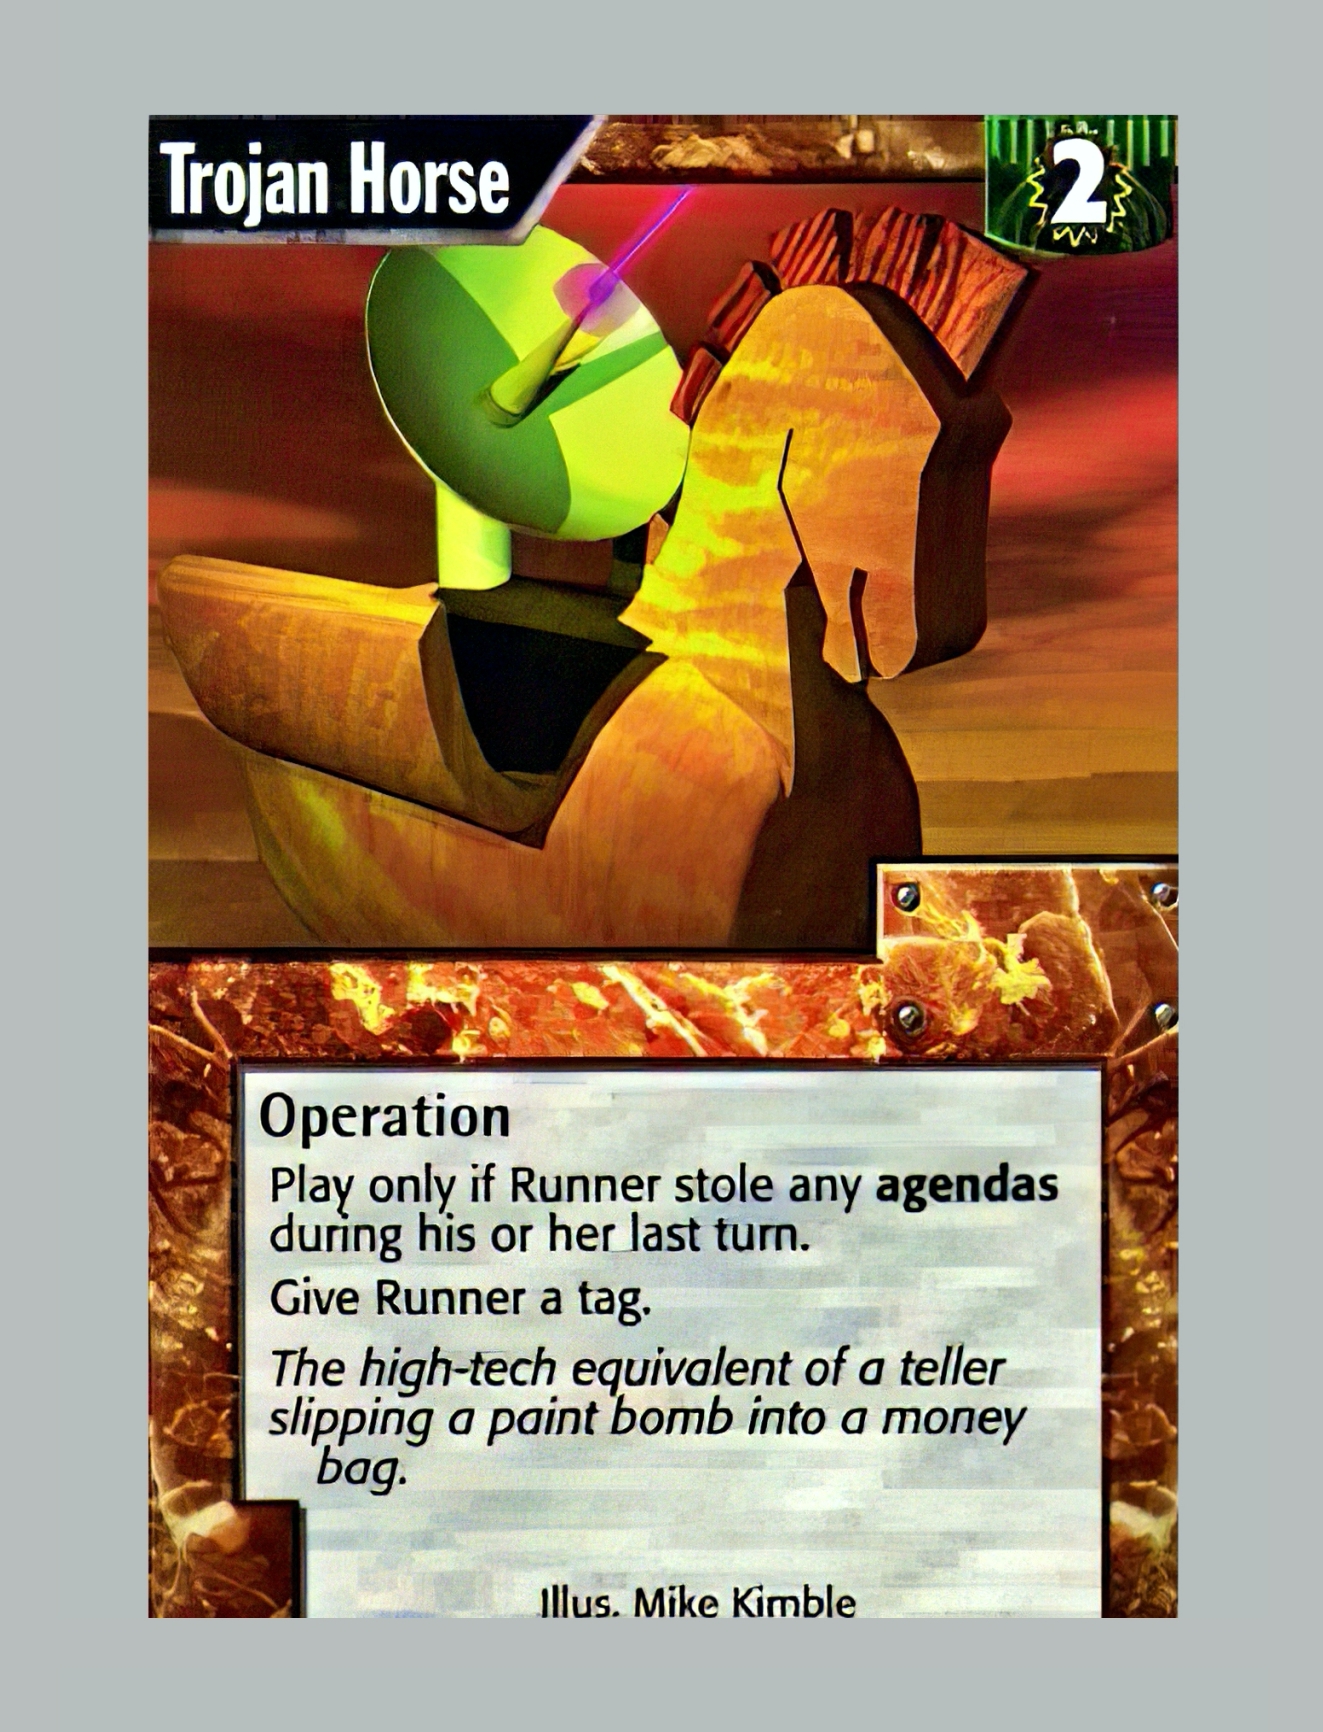 Trojan Horse
2
Operation
Play only if Runner stole any agendas
during his or her last turn.
Give Runner a tag.
The high-tech equivalent of a teller
slipping a paint bomb into a money
bag.
Illus. Mike Kimble